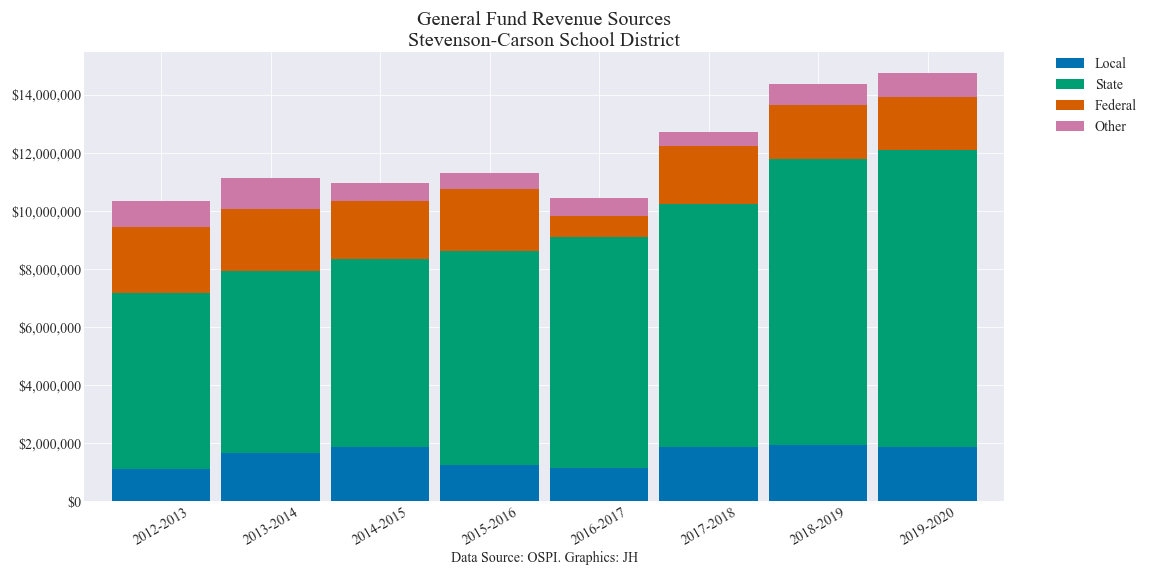 General Fund Revenue Sources
Stevenson-Carson School District
Local
State
Federal
Other
$14,000,000
$12,000,000
$10,000,000
$8,000,000
$6,000,000
$4,000,000
$2,000,000
$0
2012-2013
2013-2014
2014-2015
2015-2016
2016-2017
2017-2018
2018-2019
2019-2020
Data Source: OSPI. Graphics: JH